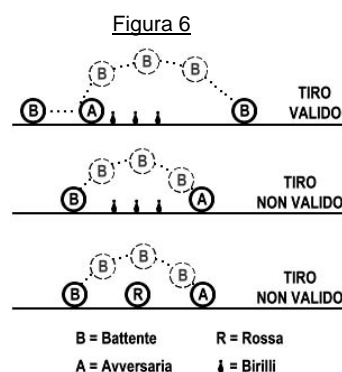 Figura 6
B B B
TIRO
VALIDO
B A B
B
B B
TIRO
NON VALIDO
B A
B
B B
TIRO
NON VALIDO
B R A
B = Battente R = Rossa
A = Avversaria = Birilli